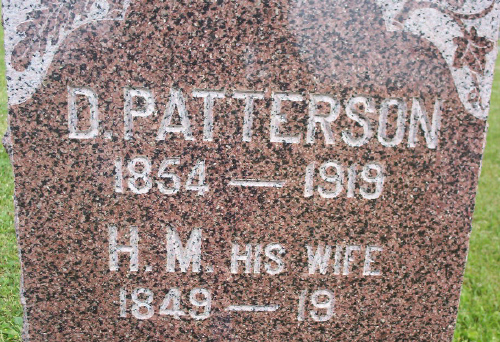 D. PATTERSON
1854 — 1919
H. M. HIS WIFE
1849 — 19